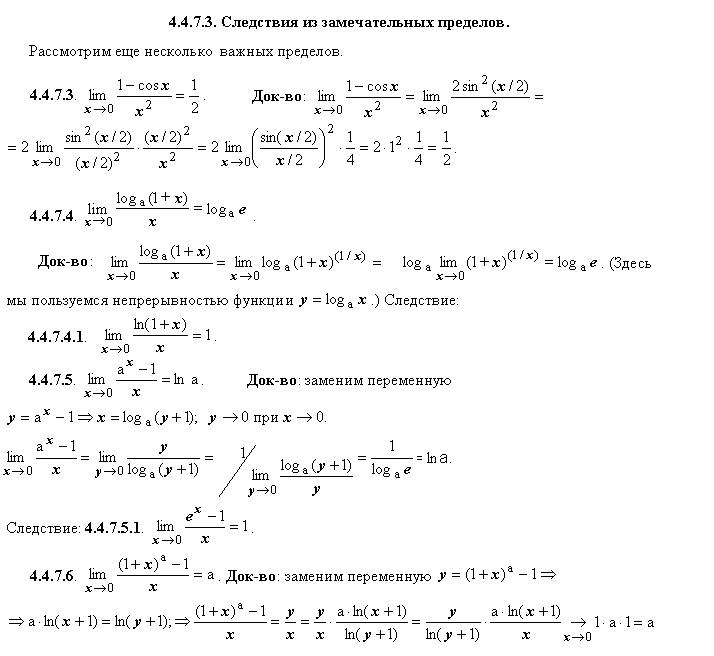 4.4.7.3. Следствия из замечательных пределов.
Рассмотрим еще несколько важных пределов.
4.4.7.3. lim_{x→0} (1−cos x)/x² = 1/2. Док-во: lim_{x→0} (1−cos x)/x² = lim_{x→0} (2 sin²(x/2))/x² =
= 2 lim_{x→0} (sin²(x/2))/((x/2)²) · ((x/2)²)/x² = 2 lim_{x→0} (sin(x/2)/(x/2))² · 1/4 = 2·1² · 1/4 = 1/2.
4.4.7.4. lim_{x→0} (log_a(1+x))/x = log_a e .
Док-во: lim_{x→0} (log_a(1+x))/x = lim_{x→0} log_a(1+x)^{(1/x)} = log_a lim_{x→0} (1+x)^{(1/x)} = log_a e . (Здесь
мы пользуемся непрерывностью функции y = log_a x .) Следствие:
4.4.7.4.1. lim_{x→0} (ln(1+x))/x = 1.
4.4.7.5. lim_{x→0} (a^x −1)/x = ln a . Док-во: заменим переменную
y = a^x −1 ⇒ x = log_a(y+1); y → 0 при x → 0.
lim_{x→0} (a^x −1)/x = lim_{y→0} y/(log_a(y+1)) = 1/ lim_{y→0} (log_a(y+1))/y = 1/(log_a e) = ln a.
Следствие: 4.4.7.5.1. lim_{x→0} (e^x −1)/x = 1.
4.4.7.6. lim_{x→0} ((1+x)^a −1)/x = a . Док-во: заменим переменную y = (1+x)^a −1 ⇒
⇒ a·ln(x+1) = ln(y+1); ⇒ ((1+x)^a −1)/x = y/x = y/x · (a·ln(x+1))/(ln(y+1)) = y/(ln(y+1)) · (a·ln(x+1))/x →_{x→0} 1·a·1 = a